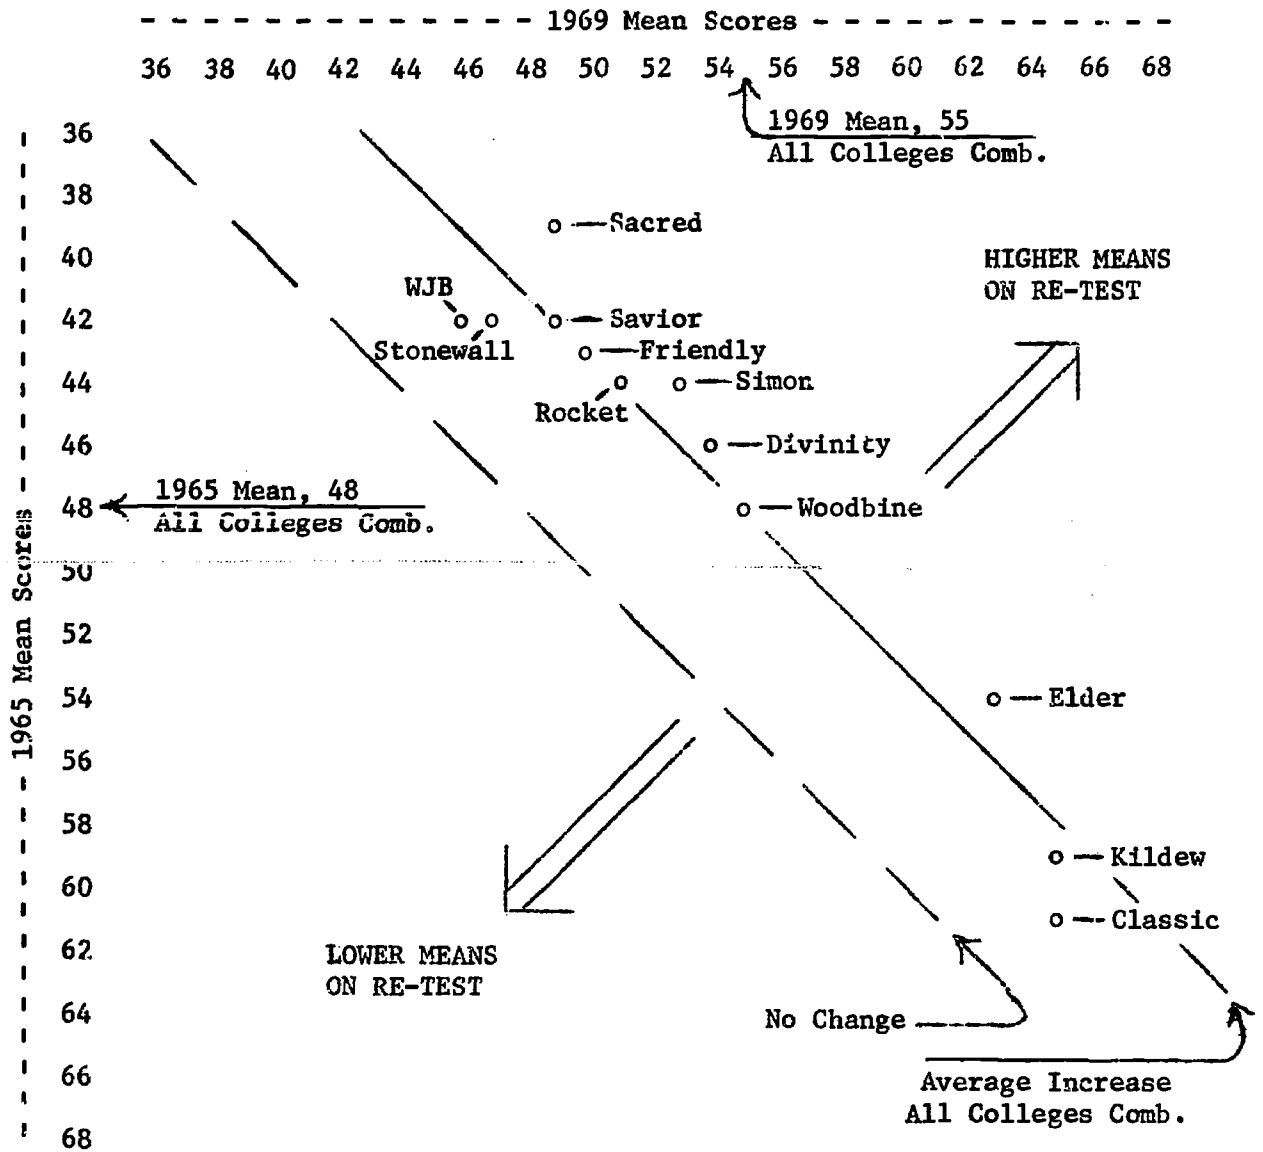 1969 Mean Scores
36 38 40 42 44 46 48 50 52 54 56 58 60 62 64 66 68
1969 Mean, 55
All Colleges Comb.
1965 Mean Scores
36
38
40
42
44
46
48
50
52
54
56
58
60
62
64
66
68
Sacred
HIGHER MEANS
ON RE-TEST
WJB
Savior
Stonewall
Friendly
Simon
Rocket
Divinity
1965 Mean, 48
All Colleges Comb.
Woodbine
Elder
Kildew
Classic
LOWER MEANS
ON RE-TEST
No Change
Average Increase
All Colleges Comb.